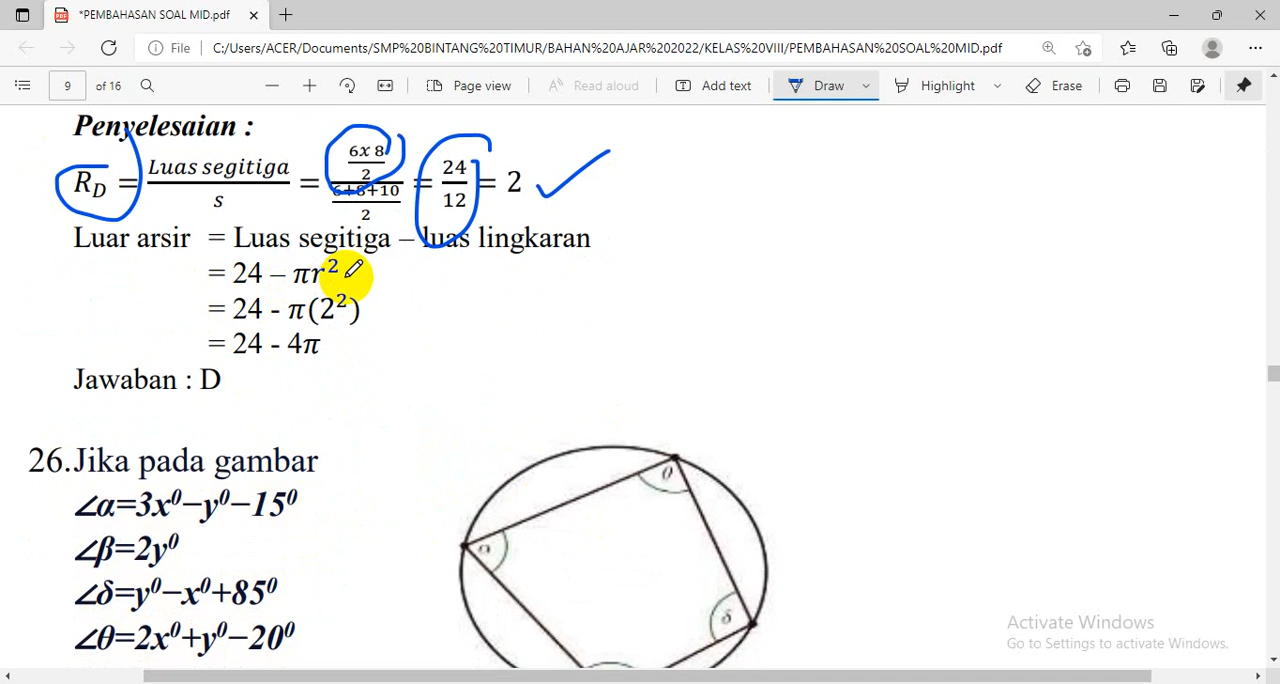 *PEMBAHASAN SOAL MID.pdf
File C:/Users/ACER/Documents/SMP%20BINTANG%20TIMUR/BAHAN%20AJAR%202022/KELAS%20VIII/PEMBAHASAN%20SOAL%20MID.pdf
9 of 16 Page view Read aloud Add text Draw Highlight Erase
Penyelesaian :
R_D = Luas segitiga / s = (6x8/2) / (6+8+10/2) = 24/12 = 2
Luar arsir = Luas segitiga – luas lingkaran
= 24 – πr²
= 24 - π(2²)
= 24 - 4π
Jawaban : D
26.Jika pada gambar
∠α=3x⁰−y⁰−15⁰
∠β=2y⁰
∠δ=y⁰−x⁰+85⁰
∠θ=2x⁰+y⁰−20⁰
θ
α
δ
Activate Windows
Go to Settings to activate Windows.